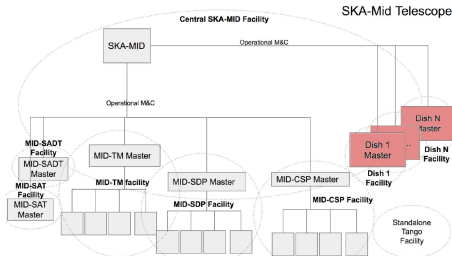 SKA-Mid Telescope
Central SKA-MID Facility
SKA-MID
Operational M&C
Operational M&C
MID-SADT
Facility
MID-SADT
Master
MID-SAT
Facility
MID-SAT
Master
MID-TM Master
MID-TM facility
MID-SDP Master
MID-SDP Facility
MID-CSP Master
MID-CSP Facility
Dish 1
Master
Dish 1
Facility
..
Dish N
Master
Dish N
Facility
Standalone
Tango
Facility